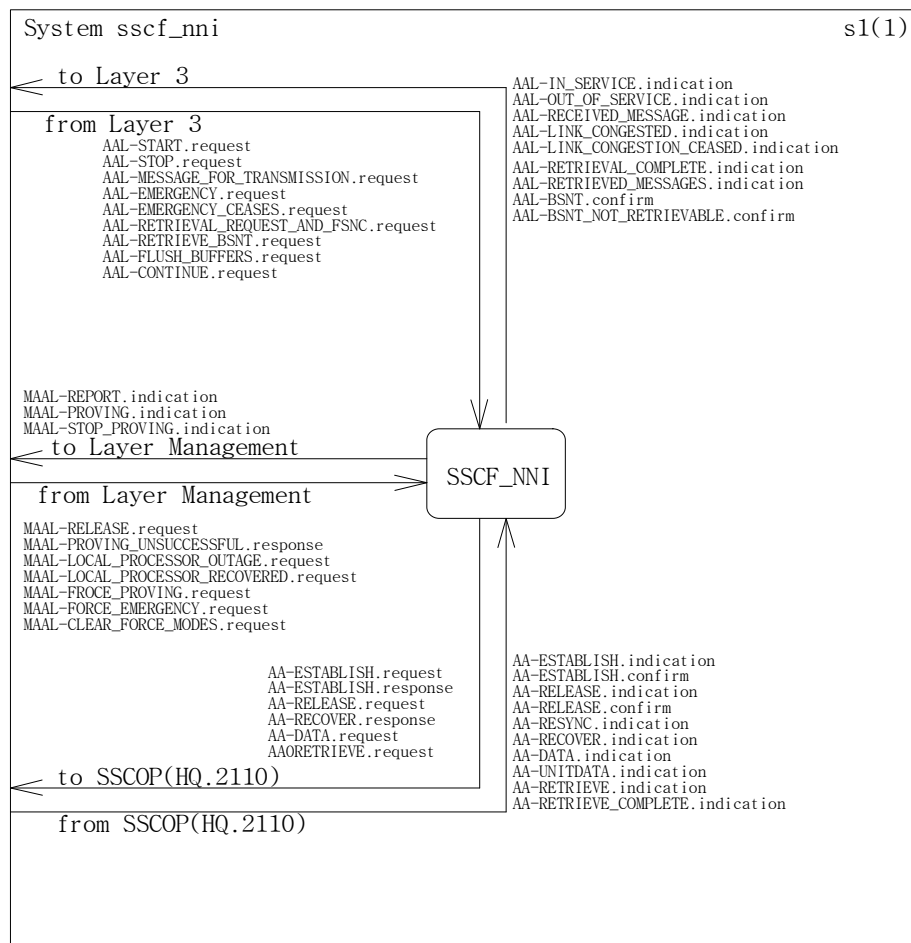 System sscf_nni
s1(1)
to Layer 3
from Layer 3
AAL-START.request
AAL-STOP.request
AAL-MESSAGE_FOR_TRANSMISSION.request
AAL-EMERGENCY.request
AAL-EMERGENCY_CEASES.request
AAL-RETRIEVAL_REQUEST_AND_FSNC.request
AAL-RETRIEVE_BSNT.request
AAL-FLUSH_BUFFERS.request
AAL-CONTINUE.request
AAL-IN_SERVICE.indication
AAL-OUT_OF_SERVICE.indication
AAL-RECEIVED_MESSAGE.indication
AAL-LINK_CONGESTED.indication
AAL-LINK_CONGESTION_CEASED.indication
AAL-RETRIEVAL_COMPLETE.indication
AAL-RETRIEVED_MESSAGES.indication
AAL-BSNT.confirm
AAL-BSNT_NOT_RETRIEVABLE.confirm
MAAL-REPORT.indication
MAAL-PROVING.indication
MAAL-STOP_PROVING.indication
to Layer Management
from Layer Management
SSCF_NNI
MAAL-RELEASE.request
MAAL-PROVING_UNSUCCESSFUL.response
MAAL-LOCAL_PROCESSOR_OUTAGE.request
MAAL-LOCAL_PROCESSOR_RECOVERED.request
MAAL-FROCE_PROVING.request
MAAL-FORCE_EMERGENCY.request
MAAL-CLEAR_FORCE_MODES.request
AA-ESTABLISH.request
AA-ESTABLISH.response
AA-RELEASE.request
AA-RECOVER.response
AA-DATA.request
AAORETRIEVE.request
to SSCOP(HQ.2110)
from SSCOP(HQ.2110)
AA-ESTABLISH.indication
AA-ESTABLISH.confirm
AA-RELEASE.indication
AA-RELEASE.confirm
AA-RESYNC.indication
AA-RECOVER.indication
AA-DATA.indication
AA-UNITDATA.indication
AA-RETRIEVE.indication
AA-RETRIEVE_COMPLETE.indication